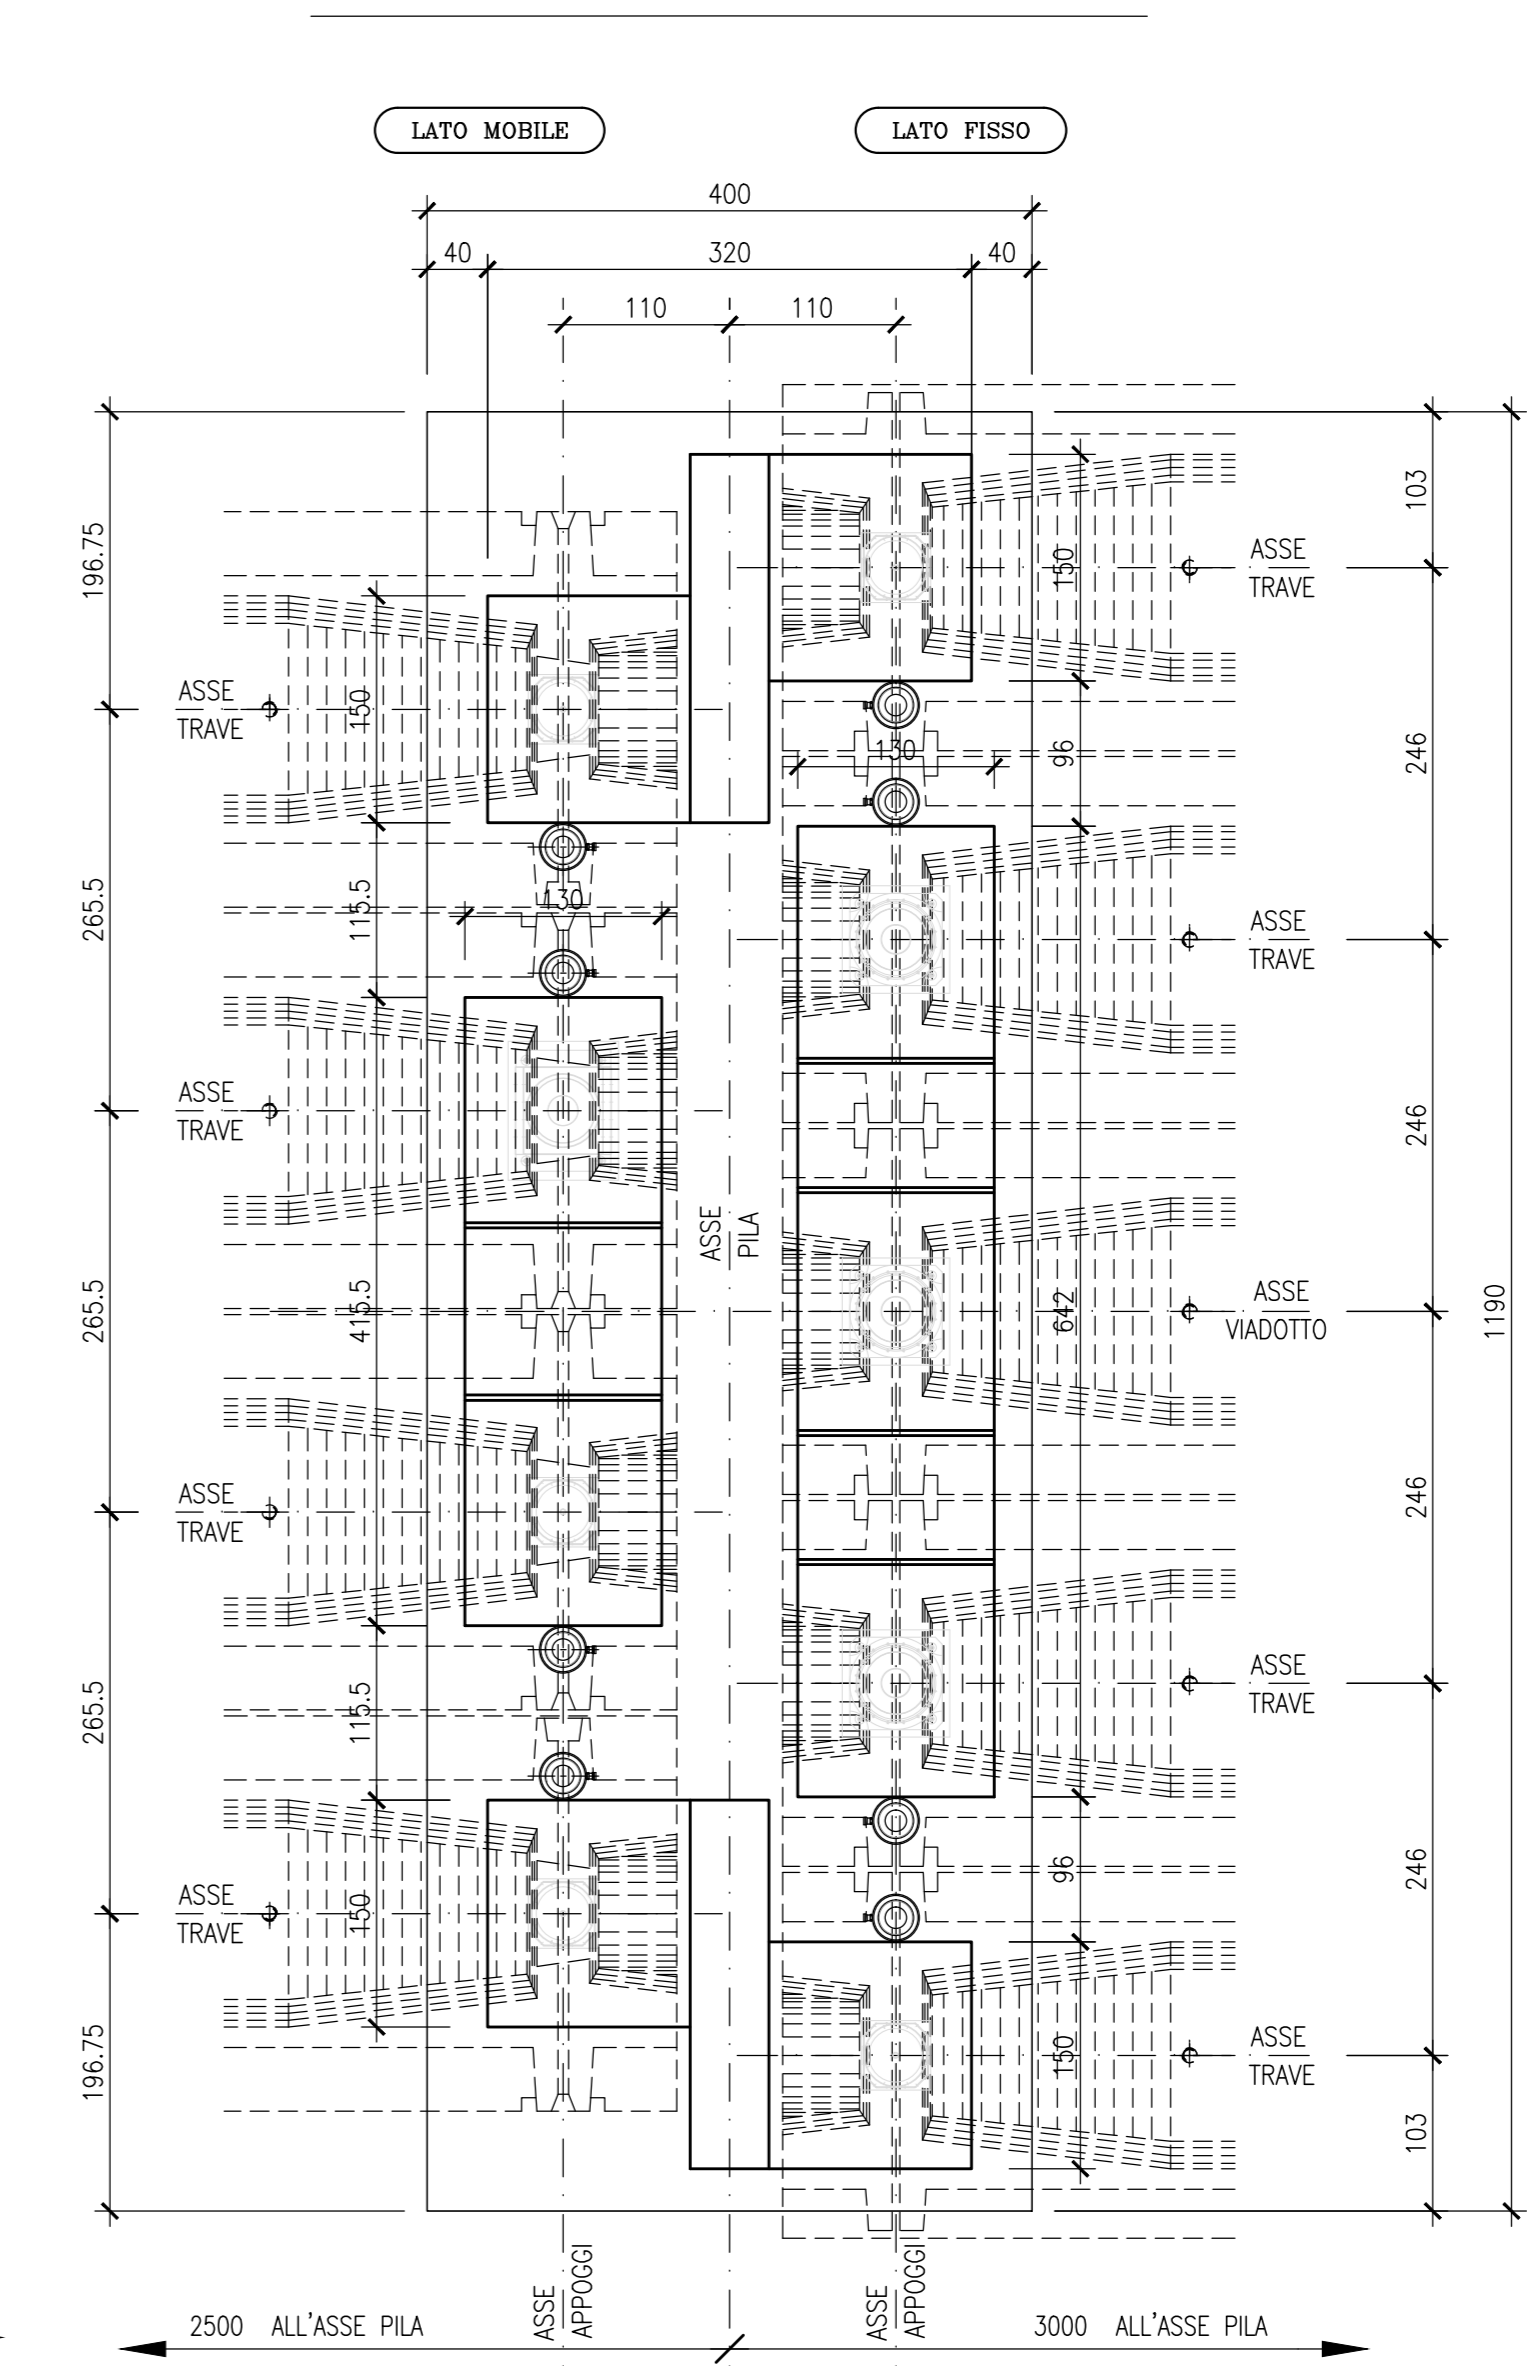 LATO MOBILE
LATO FISSO
400
40
320
40
110
110
196.75
265.5
265.5
265.5
196.75
150
115.5
415.5
115.5
150
130
130
ASSE
TRAVE
ASSE
TRAVE
ASSE
TRAVE
ASSE
TRAVE
ASSE
PILA
150
96
642
96
150
ASSE
TRAVE
ASSE
TRAVE
ASSE
VIADOTTO
ASSE
TRAVE
ASSE
TRAVE
103
246
246
246
246
103
1190
ASSE
APPOGGI
ASSE
APPOGGI
2500 ALL'ASSE PILA
3000 ALL'ASSE PILA